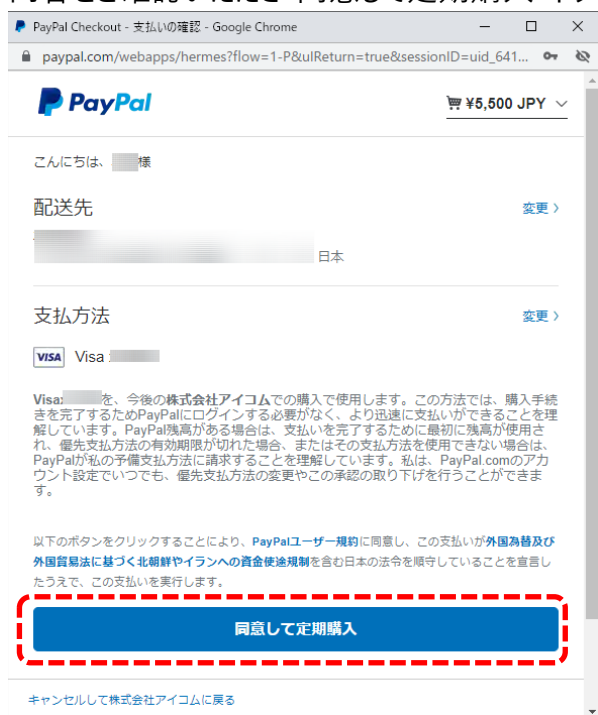 PayPal Checkout - 支払いの確認 - Google Chrome
paypal.com/webapps/hermes?flow=1-P&ulReturn=true&sessionID=uid_641...
PayPal
¥5,500 JPY
こんにちは、 様
配送先
変更
日本
支払方法
変更
VISA Visa
Visa: を、今後の株式会社アイコムでの購入で使用します。この方法では、購入手続
きを完了するためPayPalにログインする必要がなく、より迅速に支払いができることを理
解しています。PayPal残高がある場合は、支払いを完了するために最初に残高が使用さ
れ、優先支払方法の有効期限が切れた場合、またはその支払方法を使用できない場合は、
PayPalが私の予備支払方法に請求することを理解しています。私は、PayPal.comのアカ
ウント設定でいつでも、優先支払方法の変更やこの承認の取り下げを行うことができま
す。
以下のボタンをクリックすることにより、PayPalユーザー規約に同意し、この支払いが外国為替及び
外国貿易法に基づく北朝鮮やイランへの資金使途規制を含む日本の法令を順守していることを宣言し
たうえで、この支払いを実行します。
同意して定期購入
キャンセルして株式会社アイコムに戻る